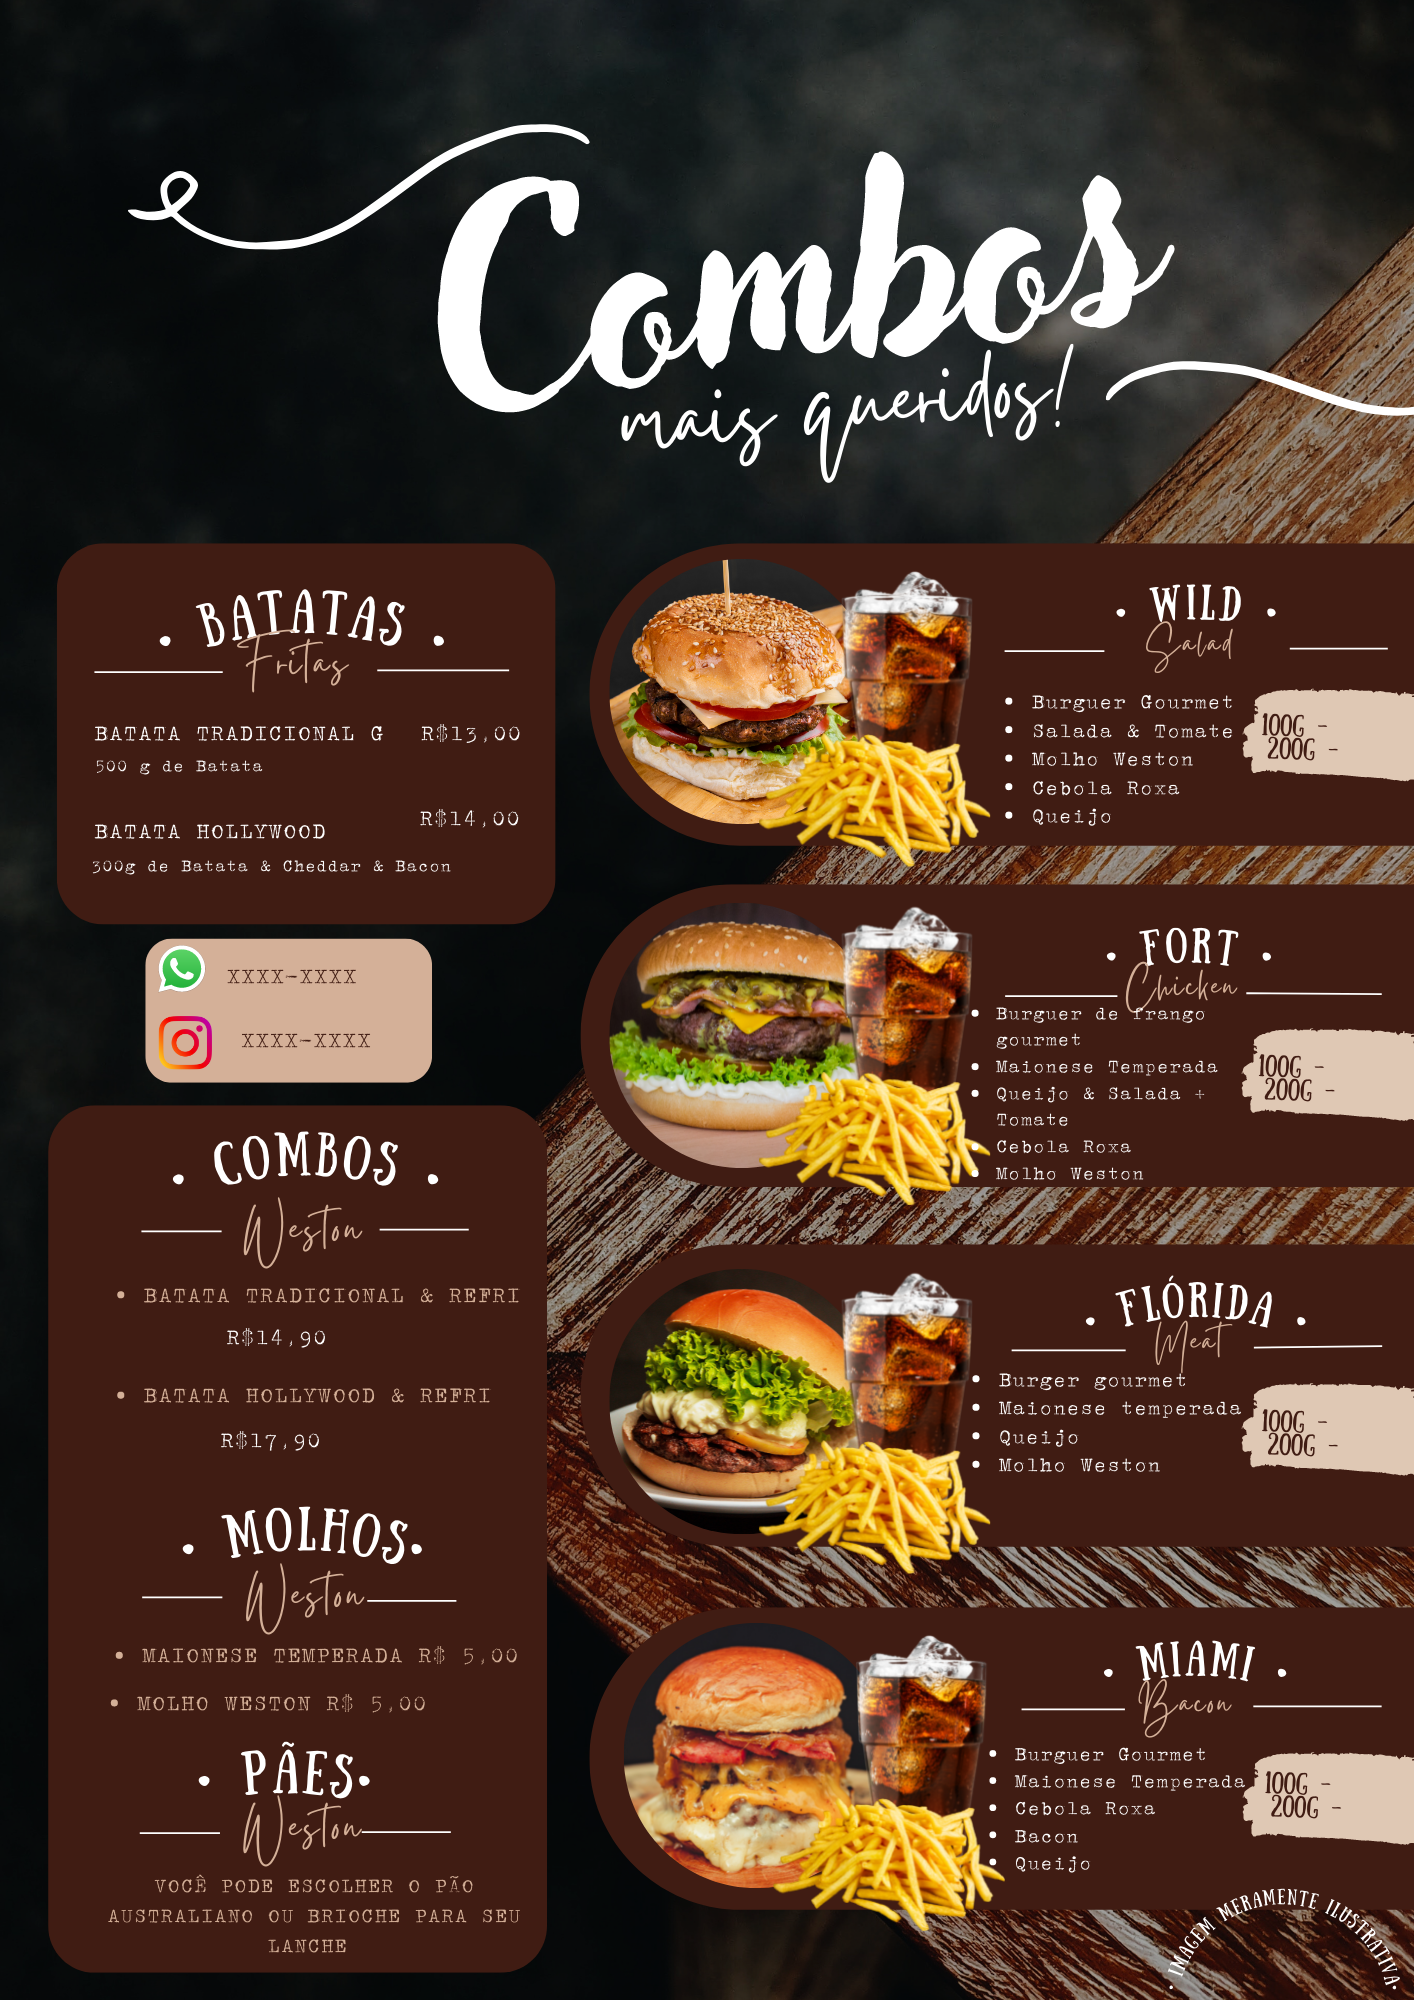 Combos
mais queridos!
BATATAS
Fritas
BATATA TRADICIONAL G R$13,00
500 g de Batata
R$14,00
BATATA HOLLYWOOD
300g de Batata & Cheddar & Bacon
XXXX-XXXX
XXXX-XXXX
COMBOS
Weston
• BATATA TRADICIONAL & REFRI
R$14,90
• BATATA HOLLYWOOD & REFRI
R$17,90
MOLHOS
Weston
• MAIONESE TEMPERADA R$ 5,00
• MOLHO WESTON R$ 5,00
PÃES
Weston
VOCÊ PODE ESCOLHER O PÃO
AUSTRALIANO OU BRIOCHE PARA SEU
LANCHE
WILD
Salad
• Burguer Gourmet
• Salada & Tomate
• Molho Weston
• Cebola Roxa
• Queijo
100G -
200G -
FORT
Chicken
• Burguer de frango
gourmet
• Maionese Temperada
• Queijo & Salada +
Tomate
• Cebola Roxa
• Molho Weston
100G -
200G -
FLÓRIDA
Meat
• Burger gourmet
• Maionese temperada
• Queijo
• Molho Weston
100G -
200G -
MIAMI
Bacon
• Burguer Gourmet
• Maionese Temperada
• Cebola Roxa
• Bacon
• Queijo
100G -
200G -
• IMAGEM MERAMENTE ILUSTRATIVA •